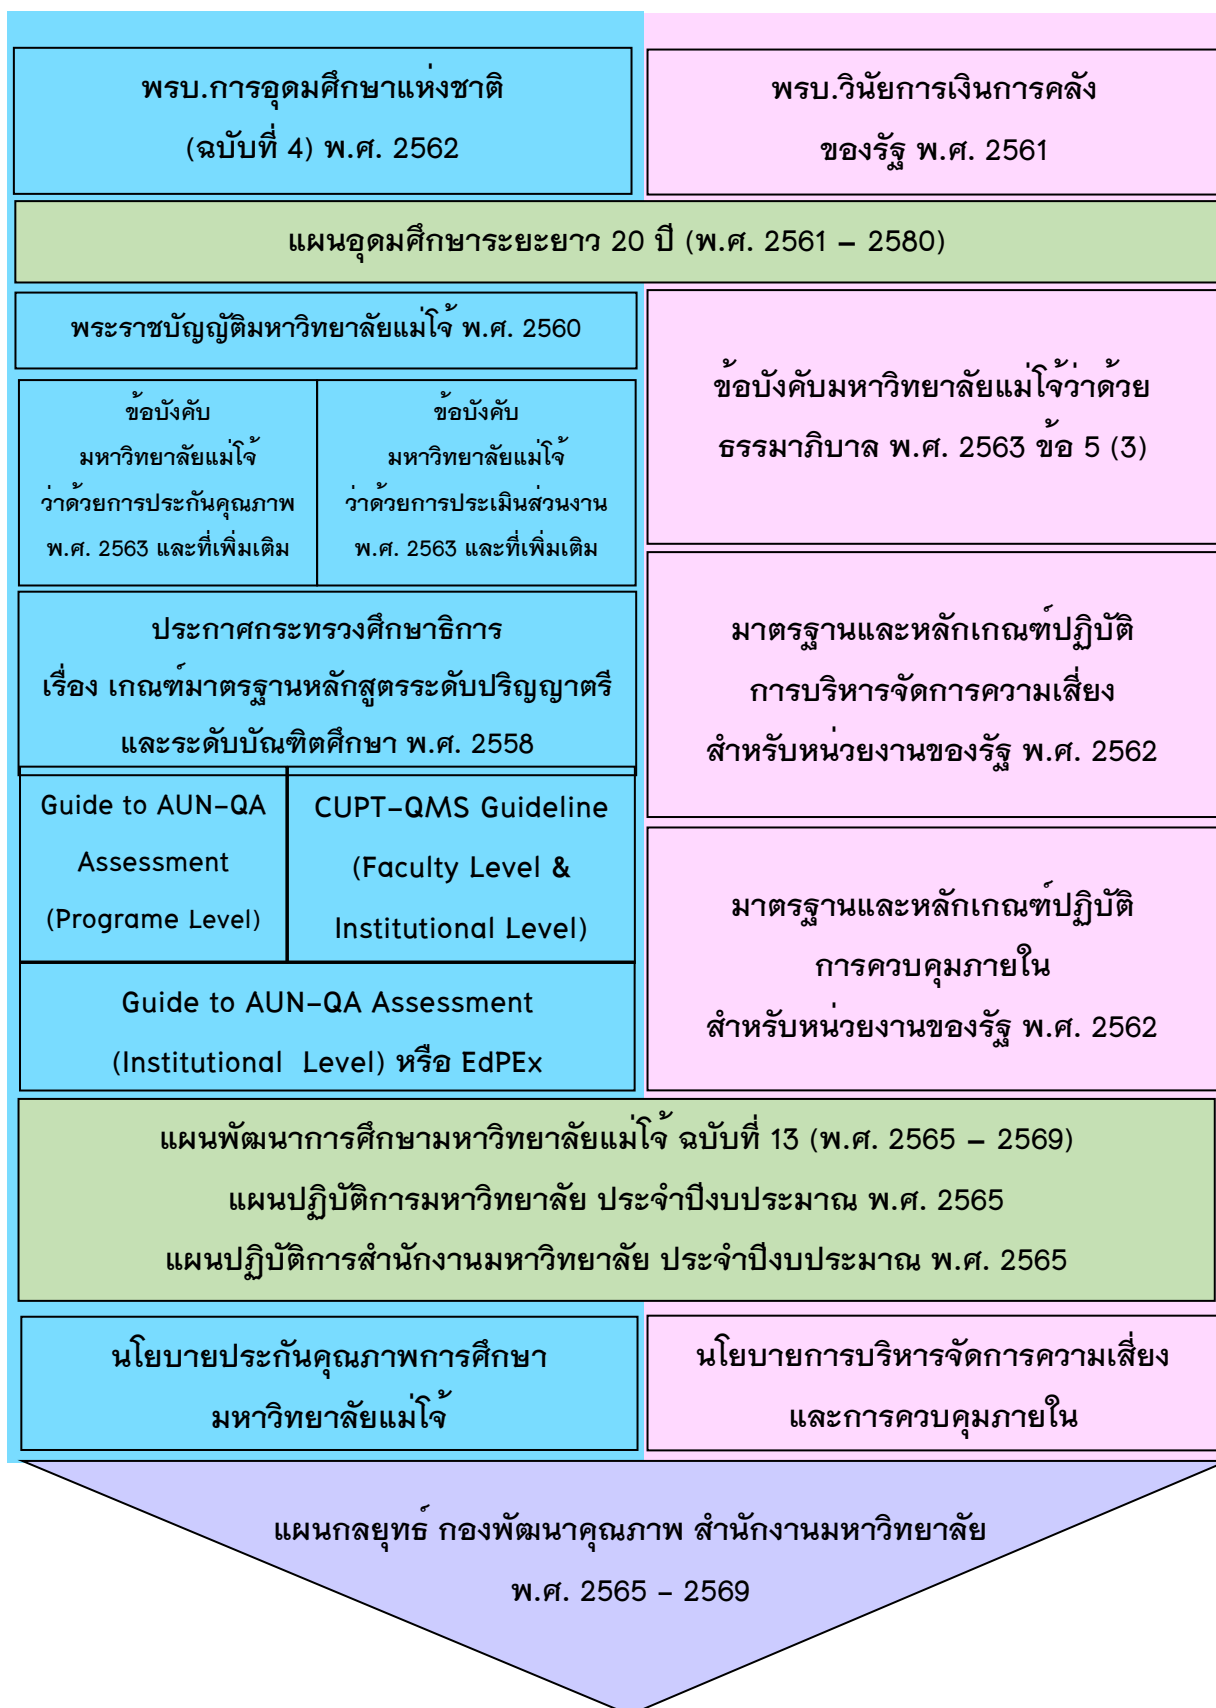 พรบ.การอุดมศึกษาแห่งชาติ
(ฉบับที่ 4) พ.ศ. 2562
พรบ.วินัยการเงินการคลัง
ของรัฐ พ.ศ. 2561
แผนอุดมศึกษาระยะยาว 20 ปี (พ.ศ. 2561 – 2580)
พระราชบัญญัติมหาวิทยาลัยแม่โจ้ พ.ศ. 2560
ข้อบังคับ
มหาวิทยาลัยแม่โจ้
ว่าด้วยการประกันคุณภาพ
พ.ศ. 2563 และที่เพิ่มเติม
ข้อบังคับ
มหาวิทยาลัยแม่โจ้
ว่าด้วยการประเมินส่วนงาน
พ.ศ. 2563 และที่เพิ่มเติม
ข้อบังคับมหาวิทยาลัยแม่โจ้ว่าด้วย
ธรรมาภิบาล พ.ศ. 2563 ข้อ 5 (3)
ประกาศกระทรวงศึกษาธิการ
เรื่อง เกณฑ์มาตรฐานหลักสูตรระดับปริญญาตรี
และระดับบัณฑิตศึกษา พ.ศ. 2558
มาตรฐานและหลักเกณฑ์ปฏิบัติ
การบริหารจัดการความเสี่ยง
สำหรับหน่วยงานของรัฐ พ.ศ. 2562
Guide to AUN–QA
Assessment
(Programe Level)
CUPT–QMS Guideline
(Faculty Level &
Institutional Level)
มาตรฐานและหลักเกณฑ์ปฏิบัติ
การควบคุมภายใน
สำหรับหน่วยงานของรัฐ พ.ศ. 2562
Guide to AUN–QA Assessment
(Institutional Level) หรือ EdPEx
แผนพัฒนาการศึกษามหาวิทยาลัยแม่โจ้ ฉบับที่ 13 (พ.ศ. 2565 – 2569)
แผนปฏิบัติการมหาวิทยาลัย ประจำปีงบประมาณ พ.ศ. 2565
แผนปฏิบัติการสำนักงานมหาวิทยาลัย ประจำปีงบประมาณ พ.ศ. 2565
นโยบายประกันคุณภาพการศึกษา
มหาวิทยาลัยแม่โจ้
นโยบายการบริหารจัดการความเสี่ยง
และการควบคุมภายใน
แผนกลยุทธ์ กองพัฒนาคุณภาพ สำนักงานมหาวิทยาลัย
พ.ศ. 2565 – 2569